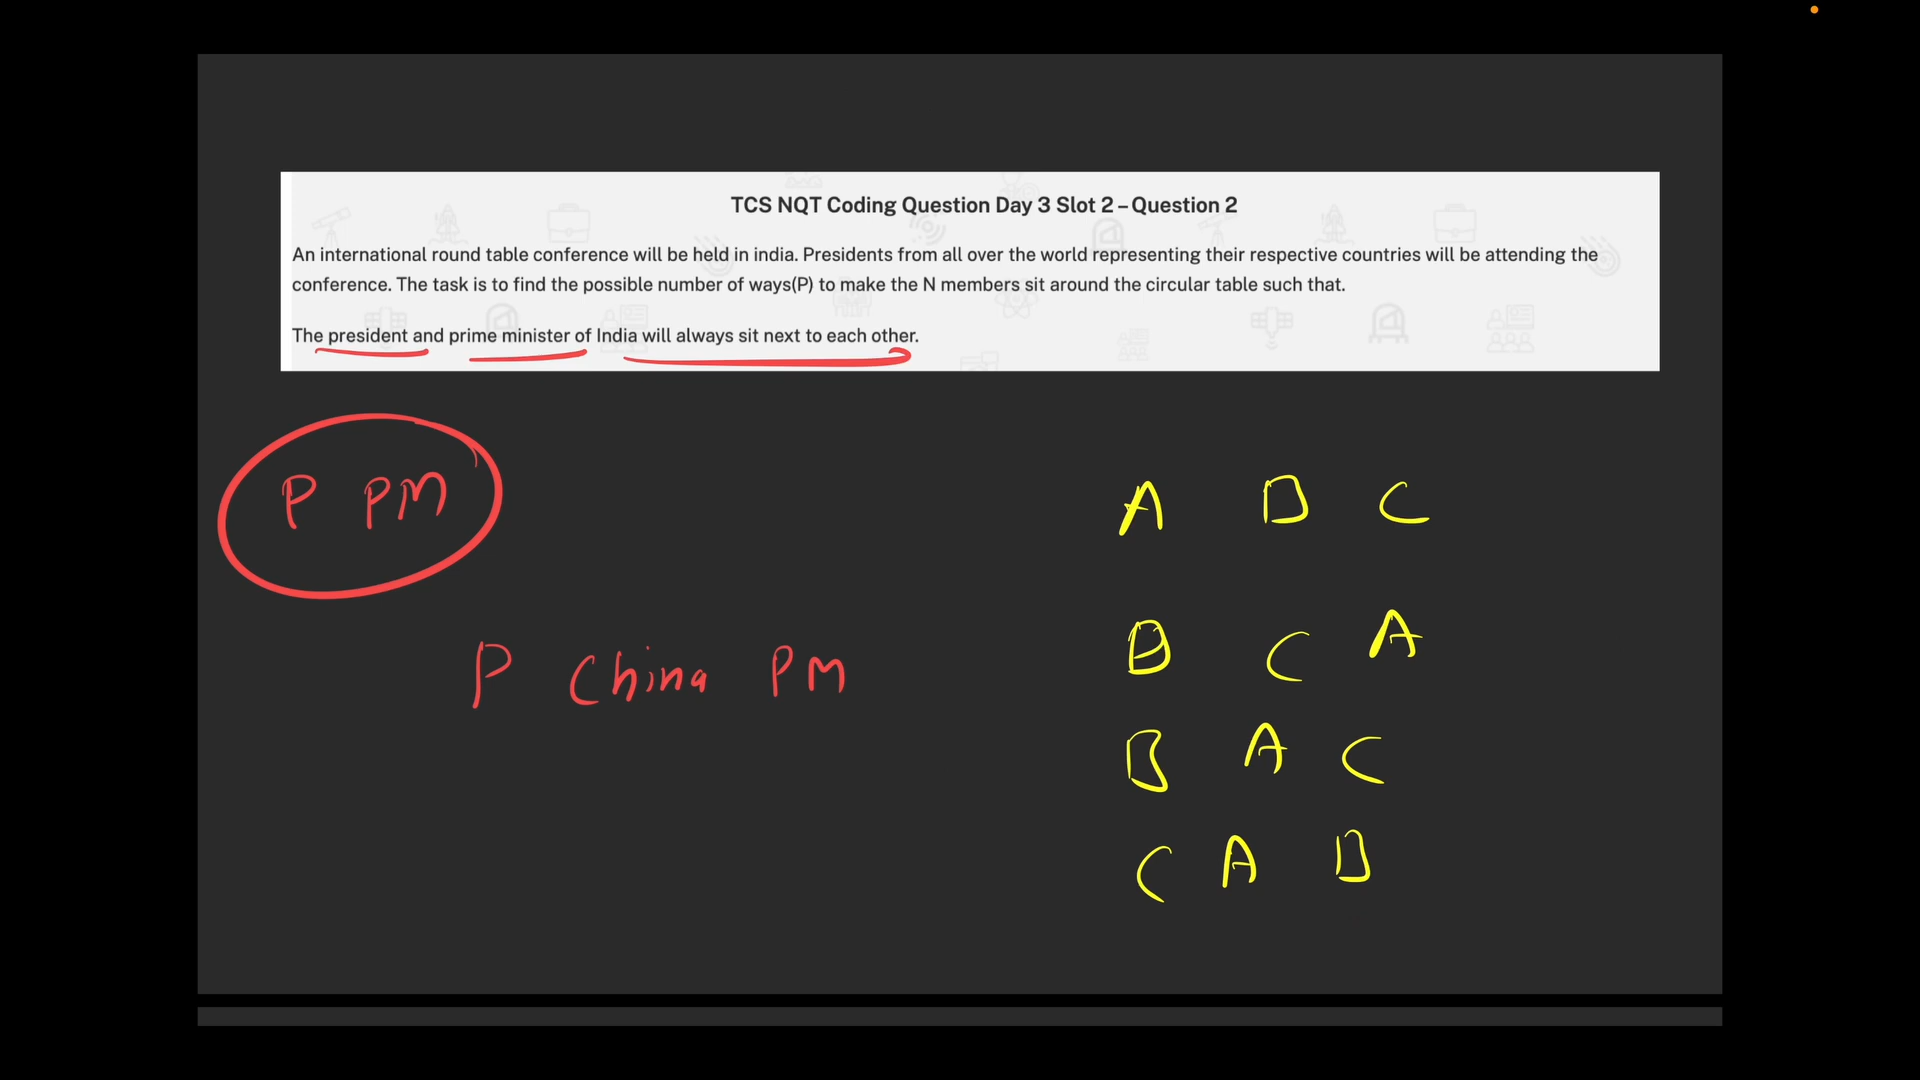 TCS NQT Coding Question Day 3 Slot 2 – Question 2
An international round table conference will be held in india. Presidents from all over the world representing their respective countries will be attending the
conference. The task is to find the possible number of ways(P) to make the N members sit around the circular table such that.
The president and prime minister of India will always sit next to each other.
P PM
A B C
P China PM
B C A
B A C
C A B